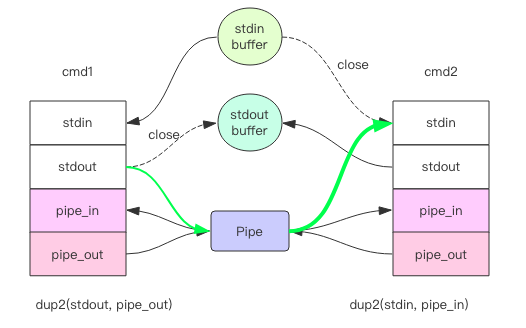 stdin
buffer
close
cmd1
cmd2
stdin
stdout
pipe_in
pipe_out
close
stdout
buffer
Pipe
stdin
stdout
pipe_in
pipe_out
dup2(stdout, pipe_out)
dup2(stdin, pipe_in)